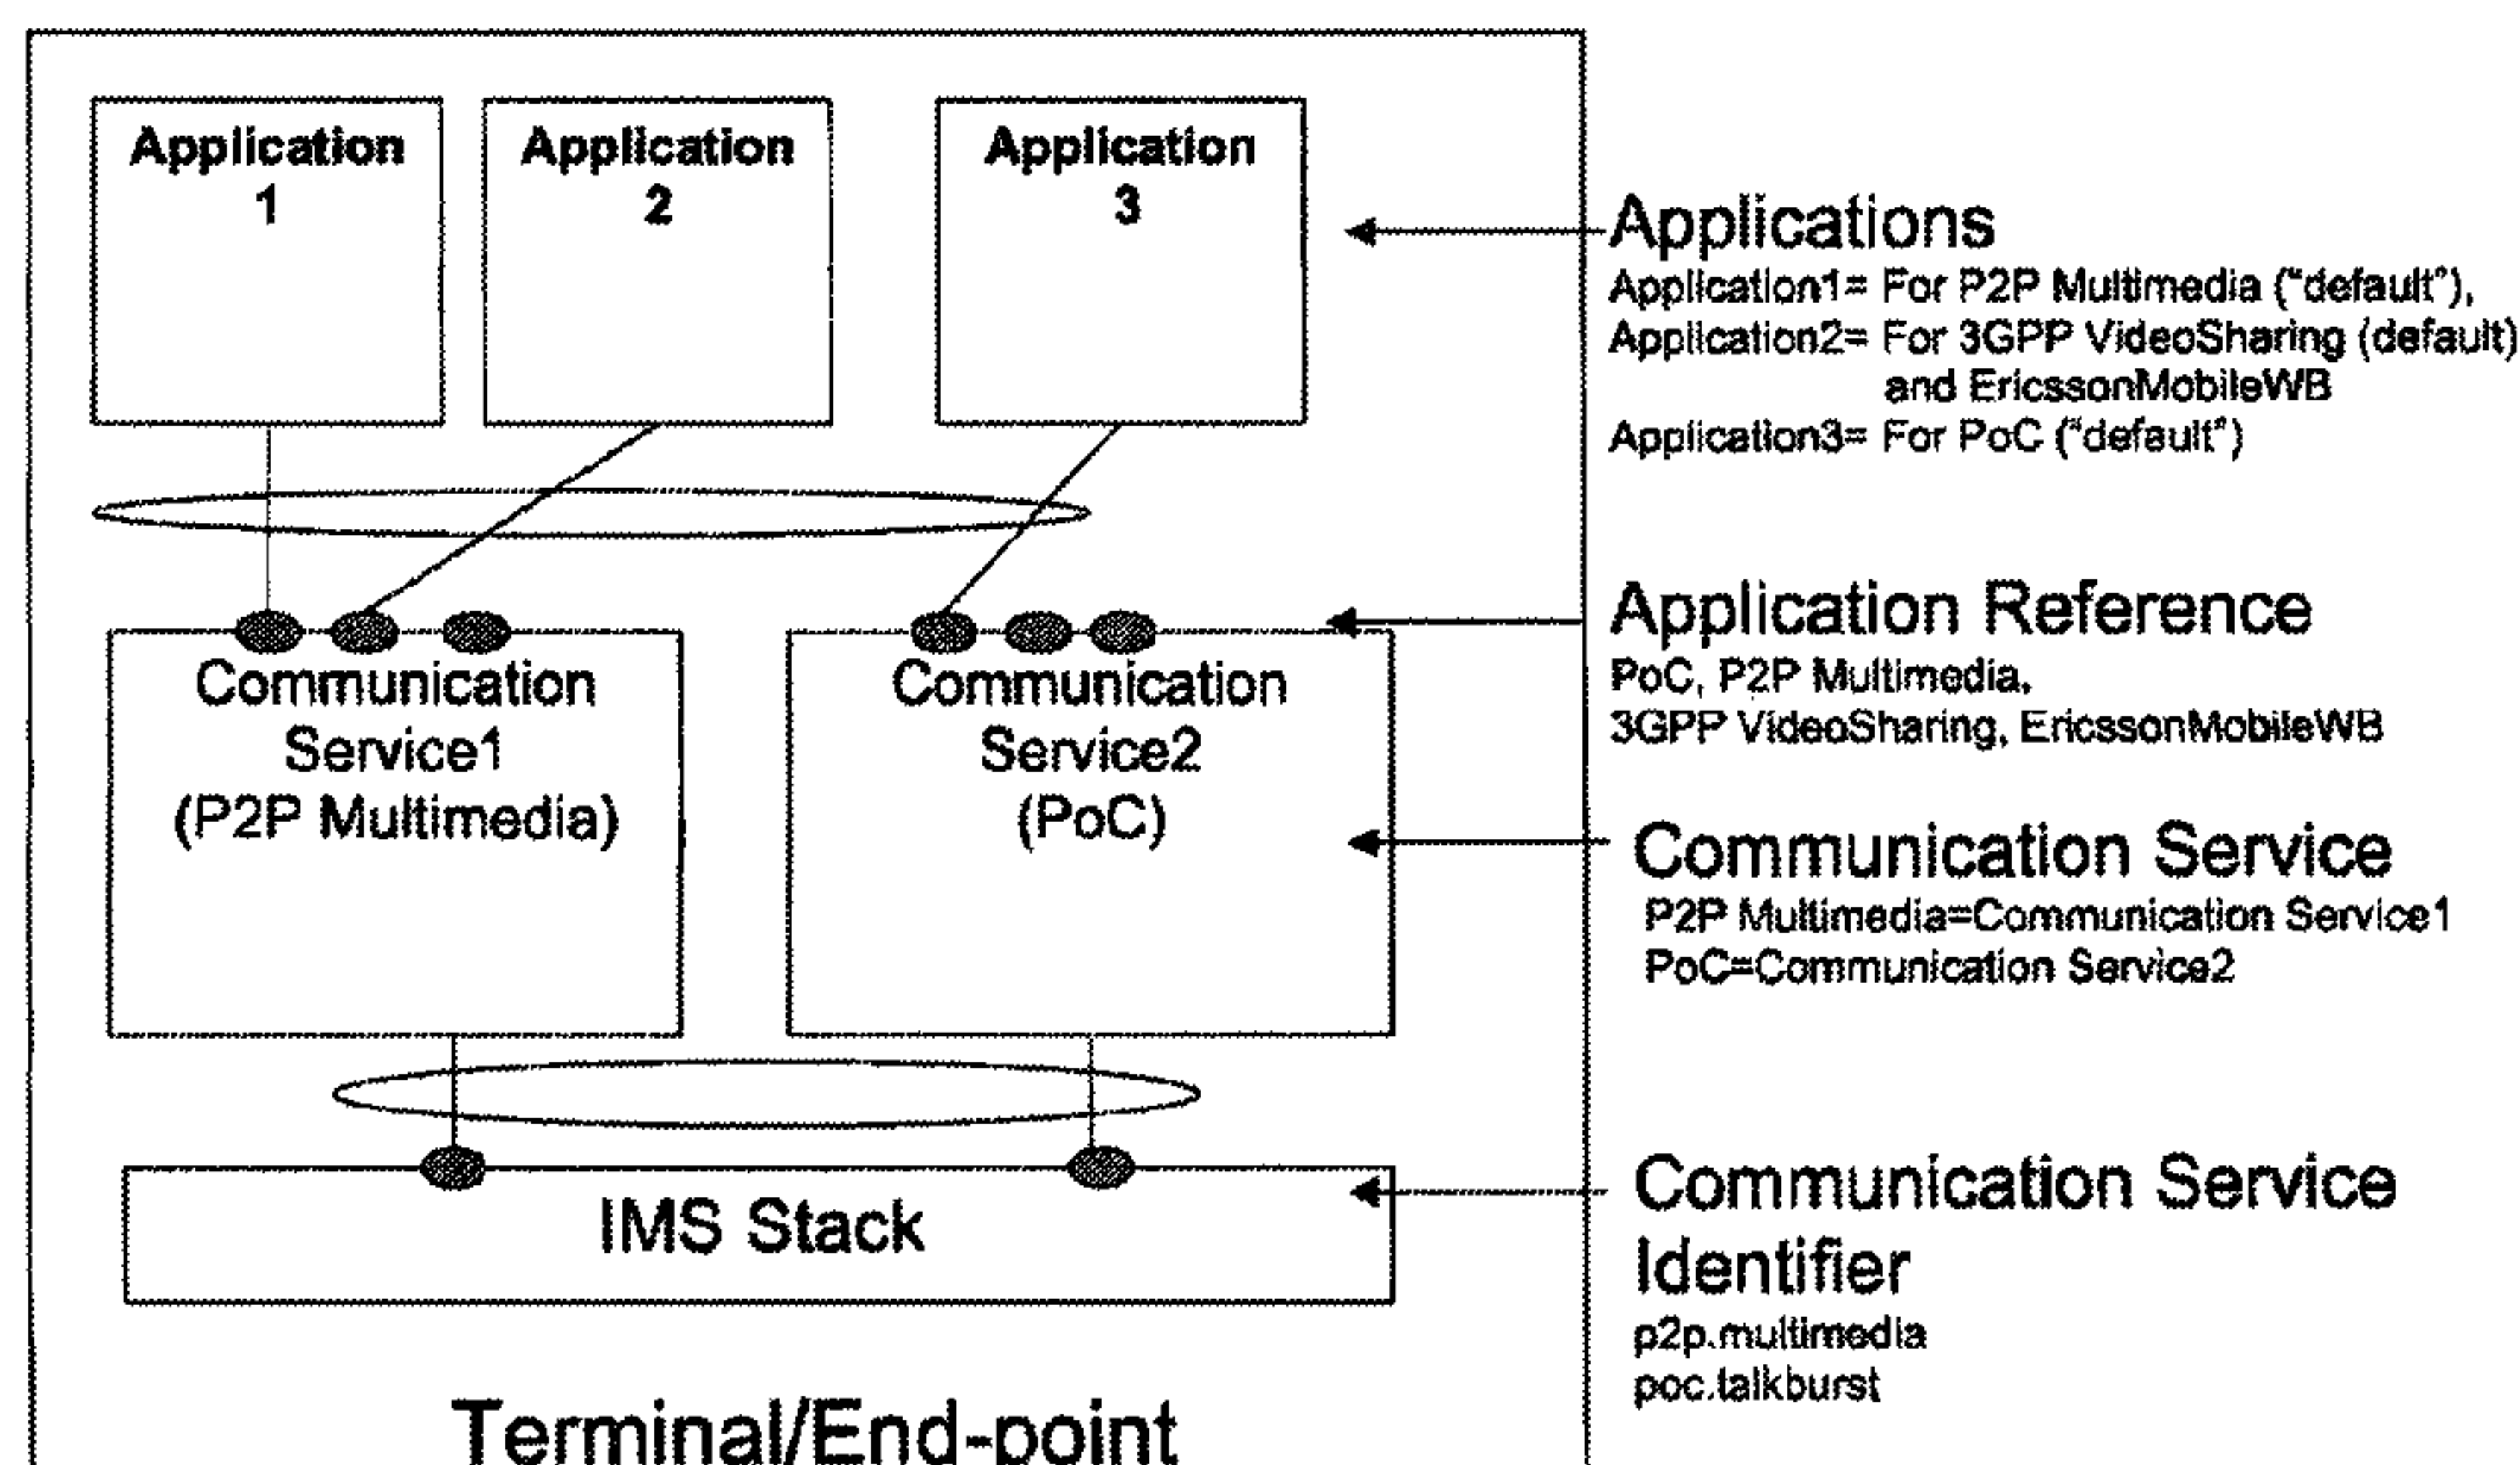 Application
1
Application
2
Application
3
Applications
Application1= For P2P Multimedia ("default"),
Application2= For 3GPP VideoSharing (default)
and EricssonMobileWB
Application3= For PoC ("default")
Application Reference
PoC, P2P Multimedia,
3GPP VideoSharing, EricssonMobileWB
Communication
Service1
(P2P Multimedia)
Communication
Service2
(PoC)
Communication Service
P2P Multimedia=Communication Service1
PoC=Communication Service2
IMS Stack
Communication Service
Identifier
p2p.multimedia
poc.talkburst
Terminal/End-point